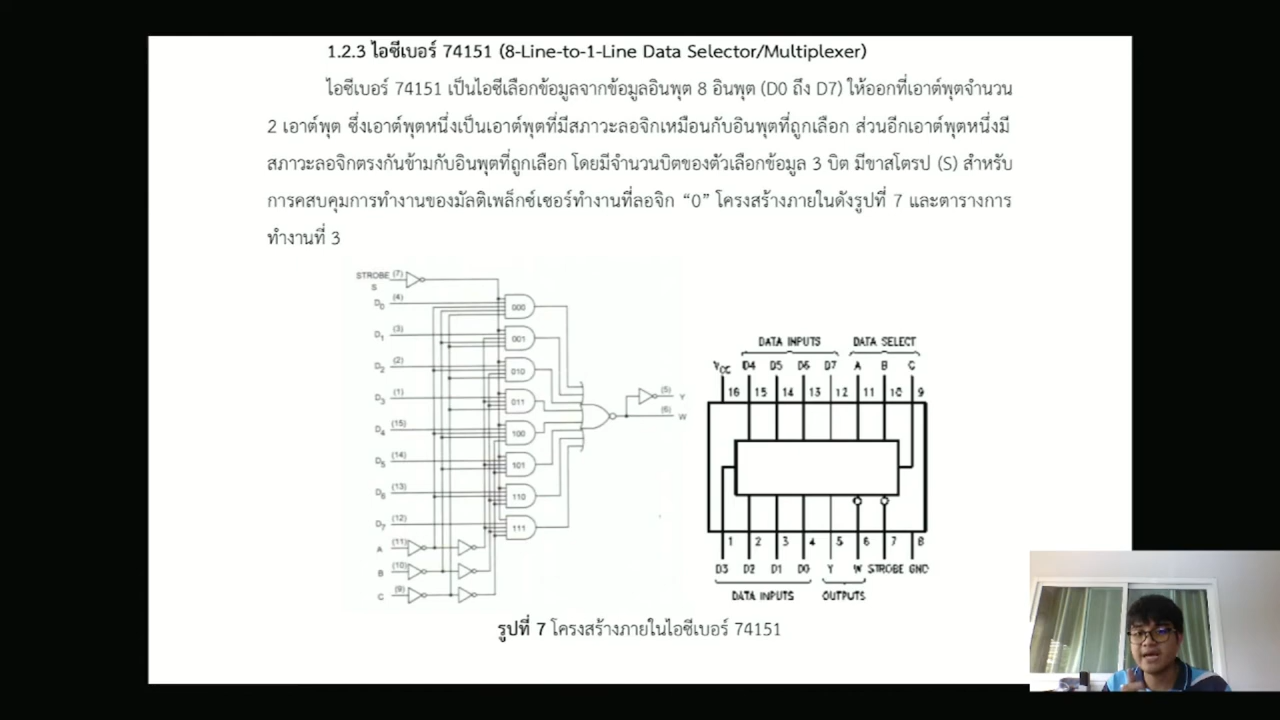 1.2.3 ไอซีเบอร์ 74151 (8-Line-to-1-Line Data Selector/Multiplexer)
ไอซีเบอร์ 74151 เป็นไอซีเลือกข้อมูลจากข้อมูลอินพุต 8 อินพุต (D0 ถึง D7) ให้ออกที่เอาต์พุตจำนวน
2 เอาต์พุต ซึ่งเอาต์พุตหนึ่งเป็นเอาต์พุตที่มีสภาวะลอจิกเหมือนกับอินพุตที่ถูกเลือก ส่วนอีกเอาต์พุตหนึ่งมี
สภาวะลอจิกตรงกันข้ามกับอินพุตที่ถูกเลือก โดยมีจำนวนบิตของตัวเลือกข้อมูล 3 บิต มีขาสโตรป (S) สำหรับ
การคสบคุมการทำงานของมัลติเพล็กซ์เซอร์ทำงานที่ลอจิก “0” โครงสร้างภายในดังรูปที่ 7 และตารางการ
ทำงานที่ 3
STROBE (7)
S
D0 (4)
000
D1 (3)
001
D2 (2)
010
D3 (1)
011
(5) Y
(6) W
D4 (15)
100
D5 (14)
101
D6 (13)
110
D7 (12)
111
A (11)
B (10)
C (9)
DATA INPUTS DATA SELECT
VCC D4 D5 D6 D7 A B C
16 15 14 13 12 11 10 9
1 2 3 4 5 6 7 8
D3 D2 D1 D0 Y W STROBE GND
DATA INPUTS OUTPUTS
รูปที่ 7 โครงสร้างภายในไอซีเบอร์ 74151